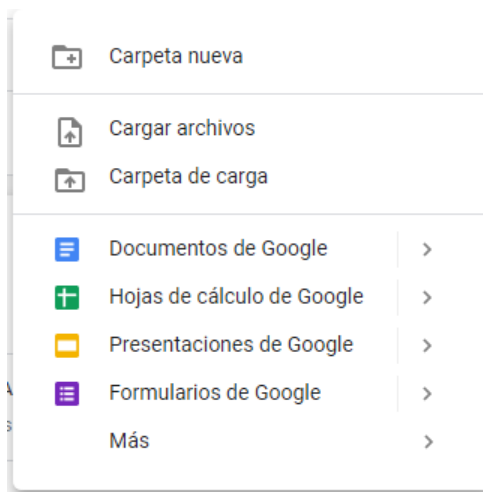 Carpeta nueva
Cargar archivos
Carpeta de carga
Documentos de Google
Hojas de cálculo de Google
Presentaciones de Google
Formularios de Google
Más